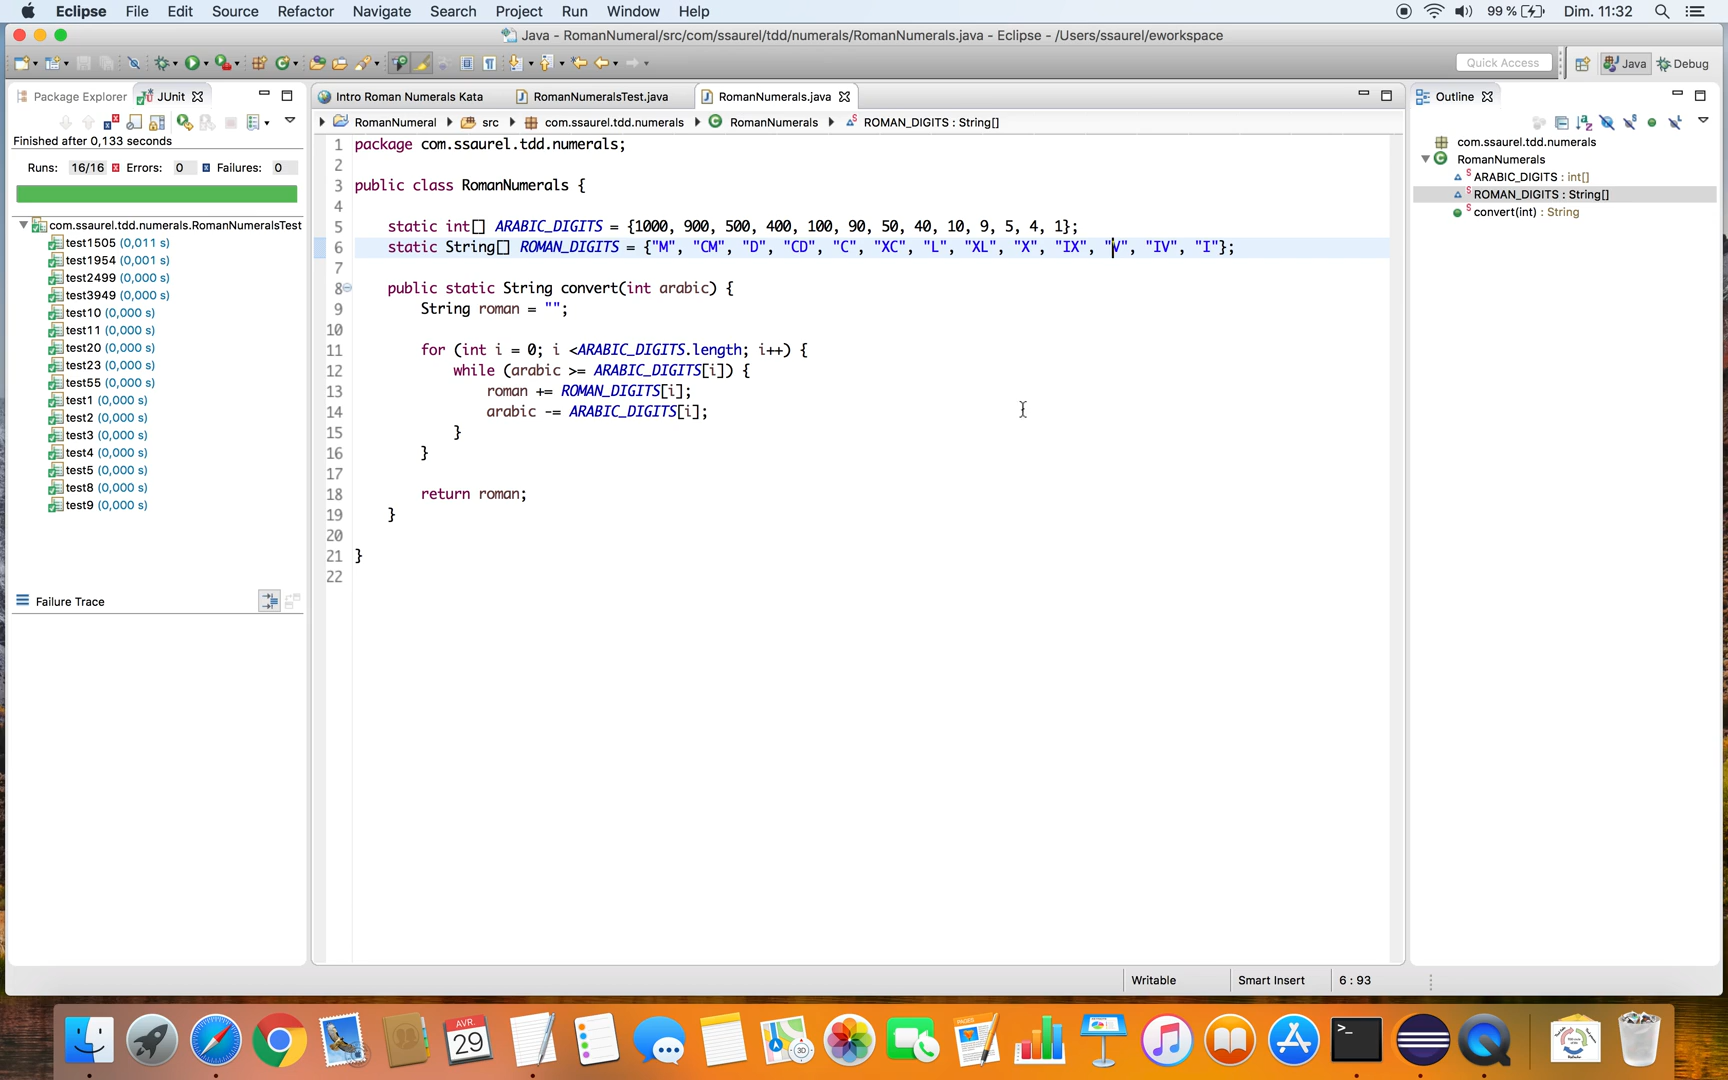 Eclipse File Edit Source Refactor Navigate Search Project Run Window Help 99 % Dim. 11:32
Java - RomanNumeral/src/com/ssaurel/tdd/numerals/RomanNumerals.java - Eclipse - /Users/ssaurel/eworkspace
Quick Access Java Debug
Package Explorer JUnit
Finished after 0,133 seconds
Runs: 16/16 Errors: 0 Failures: 0
com.ssaurel.tdd.numerals.RomanNumeralsTest
test1505 (0,011 s)
test1954 (0,001 s)
test2499 (0,000 s)
test3949 (0,000 s)
test10 (0,000 s)
test11 (0,000 s)
test20 (0,000 s)
test23 (0,000 s)
test55 (0,000 s)
test1 (0,000 s)
test2 (0,000 s)
test3 (0,000 s)
test4 (0,000 s)
test5 (0,000 s)
test8 (0,000 s)
test9 (0,000 s)
Failure Trace
Intro Roman Numerals Kata RomanNumeralsTest.java RomanNumerals.java
RomanNumeral src com.ssaurel.tdd.numerals RomanNumerals ROMAN_DIGITS : String[]
1 package com.ssaurel.tdd.numerals;
2
3 public class RomanNumerals {
4
5 static int[] ARABIC_DIGITS = {1000, 900, 500, 400, 100, 90, 50, 40, 10, 9, 5, 4, 1};
6 static String[] ROMAN_DIGITS = {"M", "CM", "D", "CD", "C", "XC", "L", "XL", "X", "IX", "V", "IV", "I"};
7
8 public static String convert(int arabic) {
9 String roman = "";
10
11 for (int i = 0; i <ARABIC_DIGITS.length; i++) {
12 while (arabic >= ARABIC_DIGITS[i]) {
13 roman += ROMAN_DIGITS[i];
14 arabic -= ARABIC_DIGITS[i];
15 }
16 }
17
18 return roman;
19 }
20
21 }
22
Outline
com.ssaurel.tdd.numerals
RomanNumerals
ARABIC_DIGITS : int[]
ROMAN_DIGITS : String[]
convert(int) : String
Writable Smart Insert 6 : 93
AVR.
29
3D
PAGES
>_